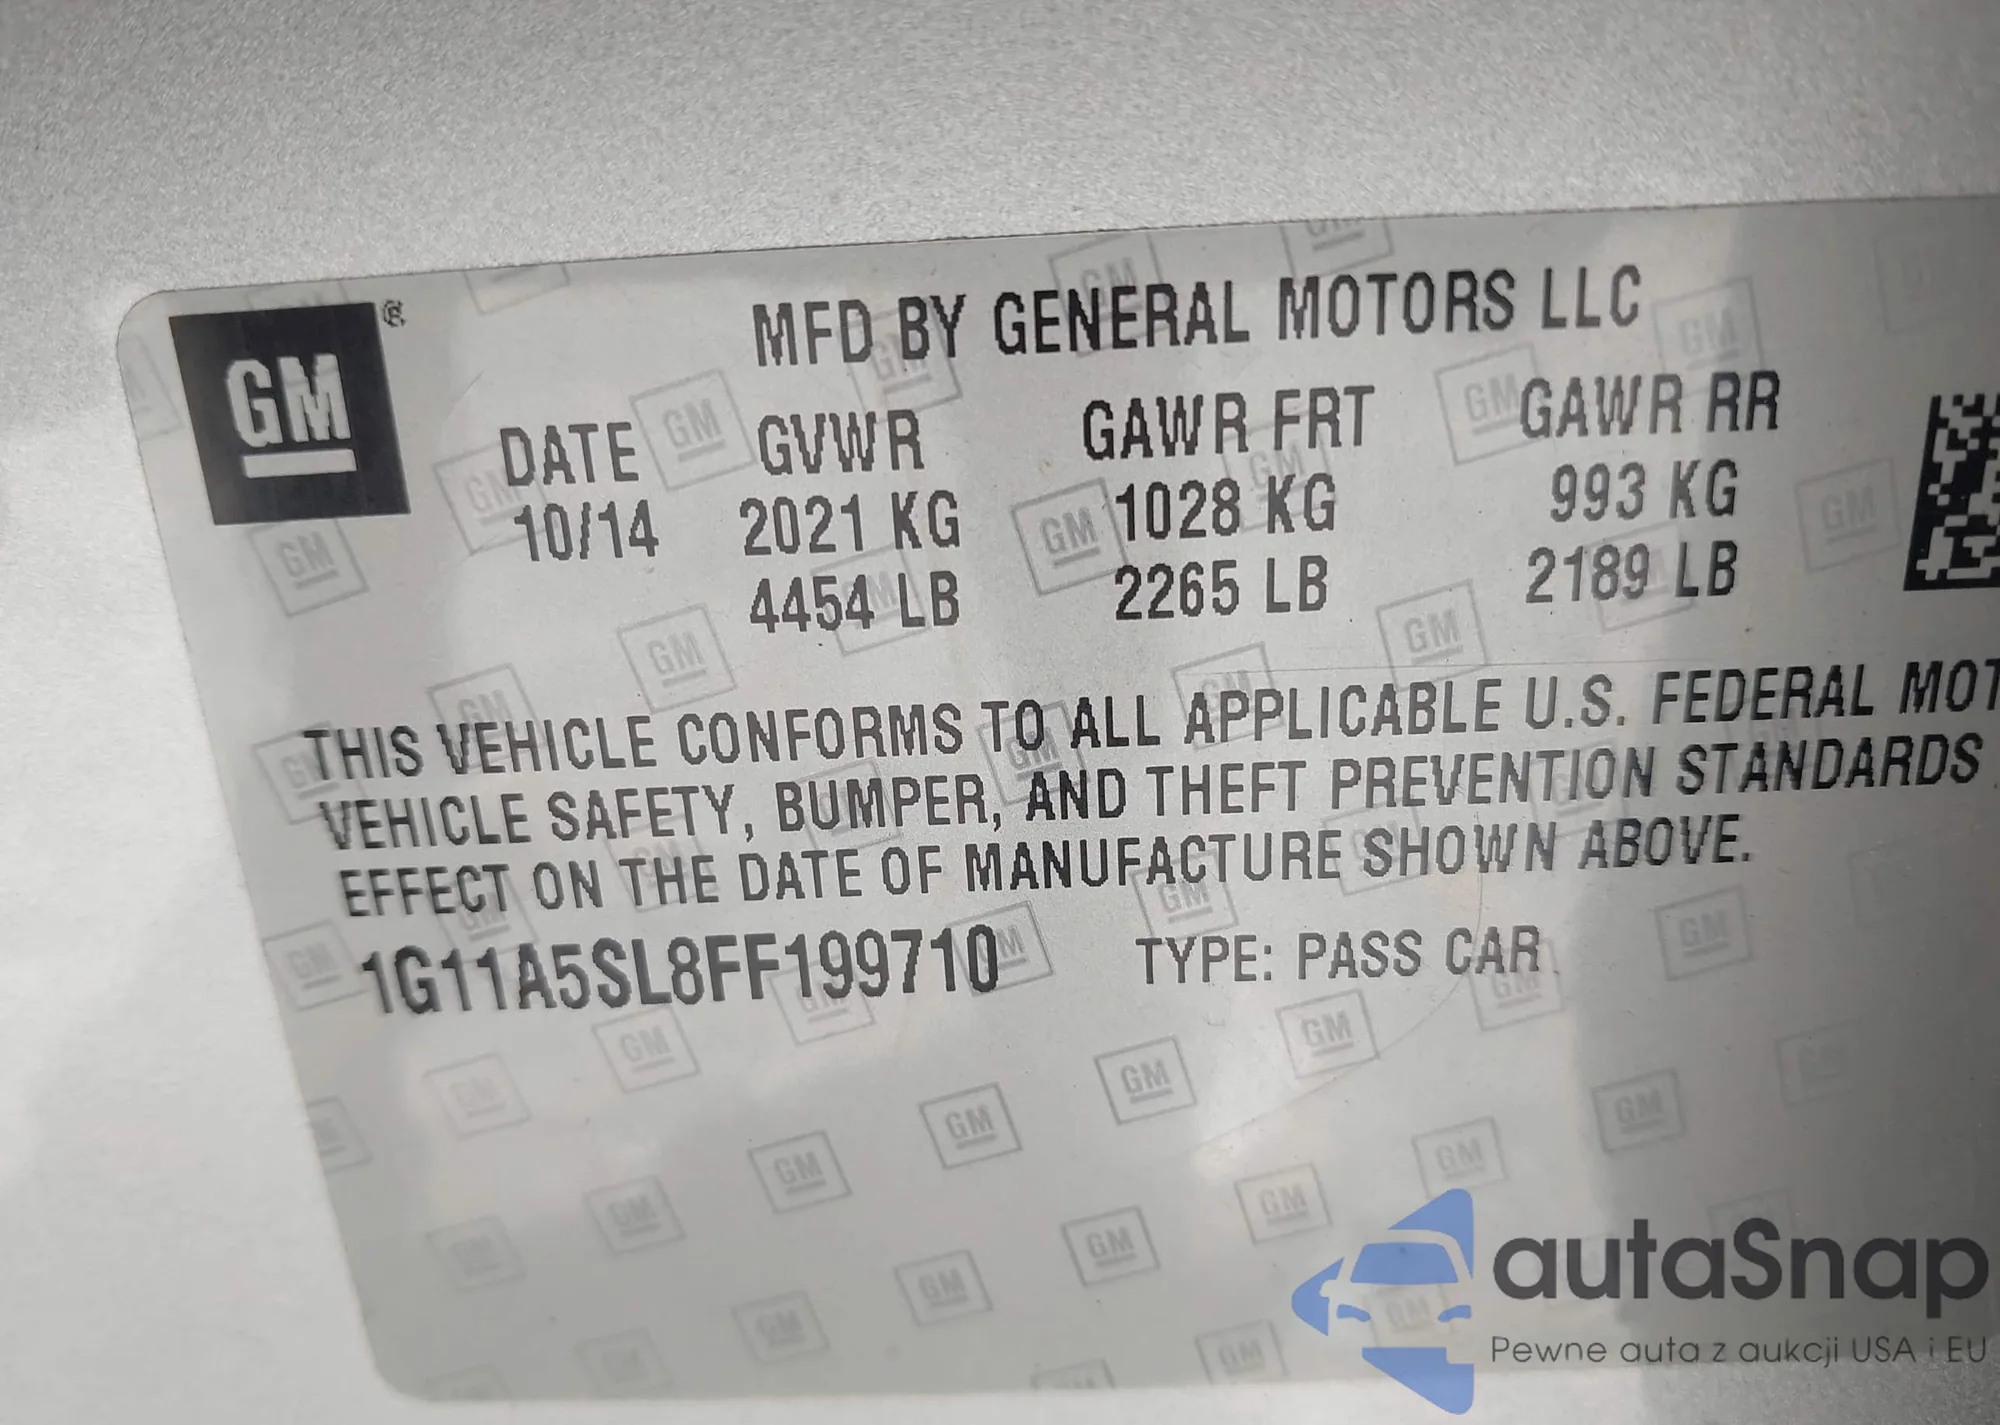 GM ®
MFD BY GENERAL MOTORS LLC
DATE GVWR GAWR FRT GAWR RR
10/14 2021 KG 1028 KG 993 KG
4454 LB 2265 LB 2189 LB
THIS VEHICLE CONFORMS TO ALL APPLICABLE U.S. FEDERAL MOT
VEHICLE SAFETY, BUMPER, AND THEFT PREVENTION STANDARDS
EFFECT ON THE DATE OF MANUFACTURE SHOWN ABOVE.
1G11A5SL8FF199710 TYPE: PASS CAR
autaSnap
Pewne auta z aukcji USA i EU